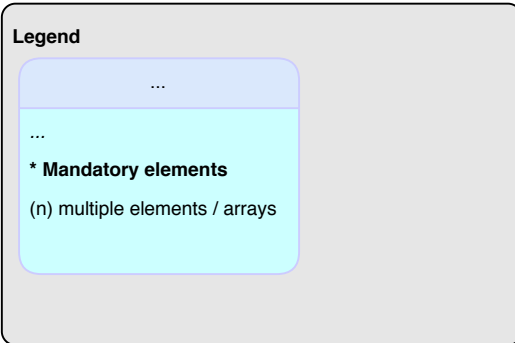 Legend
...
...
* Mandatory elements
(n) multiple elements / arrays